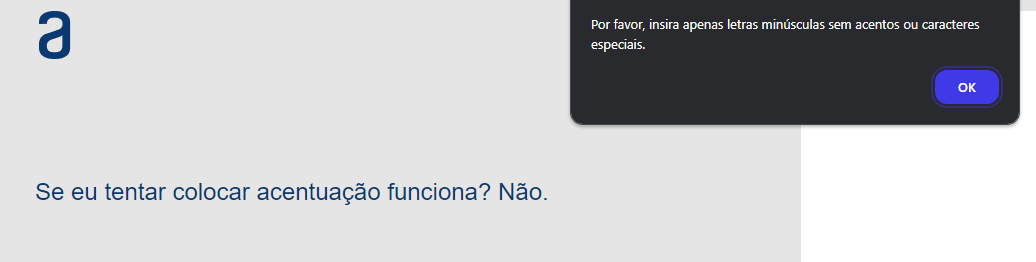 a
Por favor, insira apenas letras minúsculas sem acentos ou caracteres
especiais.
OK
Se eu tentar colocar acentuação funciona? Não.